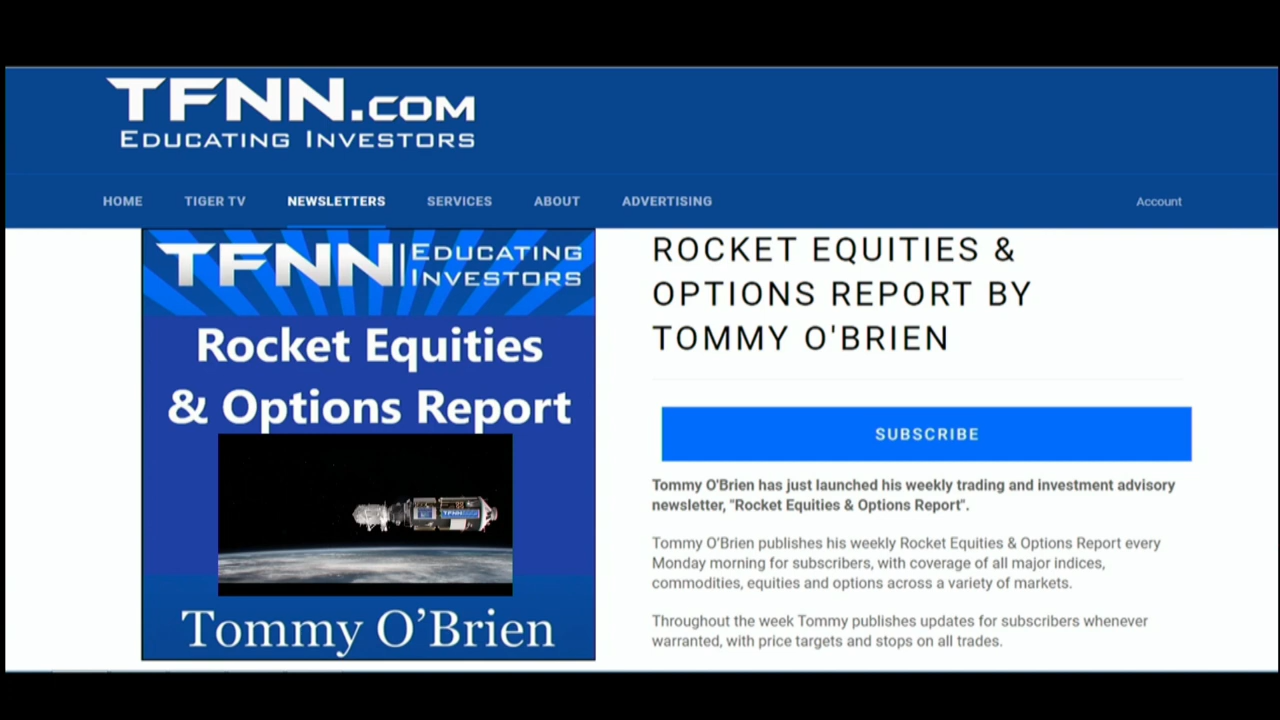 TFNN.COM
EDUCATING INVESTORS
HOME TIGER TV NEWSLETTERS SERVICES ABOUT ADVERTISING Account
TFNN | EDUCATING INVESTORS
Rocket Equities
& Options Report
TFNN
Tommy O’Brien
ROCKET EQUITIES &
OPTIONS REPORT BY
TOMMY O'BRIEN
SUBSCRIBE
Tommy O'Brien has just launched his weekly trading and investment advisory
newsletter, "Rocket Equities & Options Report".
Tommy O’Brien publishes his weekly Rocket Equities & Options Report every
Monday morning for subscribers, with coverage of all major indices,
commodities, equities and options across a variety of markets.
Throughout the week Tommy publishes updates for subscribers whenever
warranted, with price targets and stops on all trades.